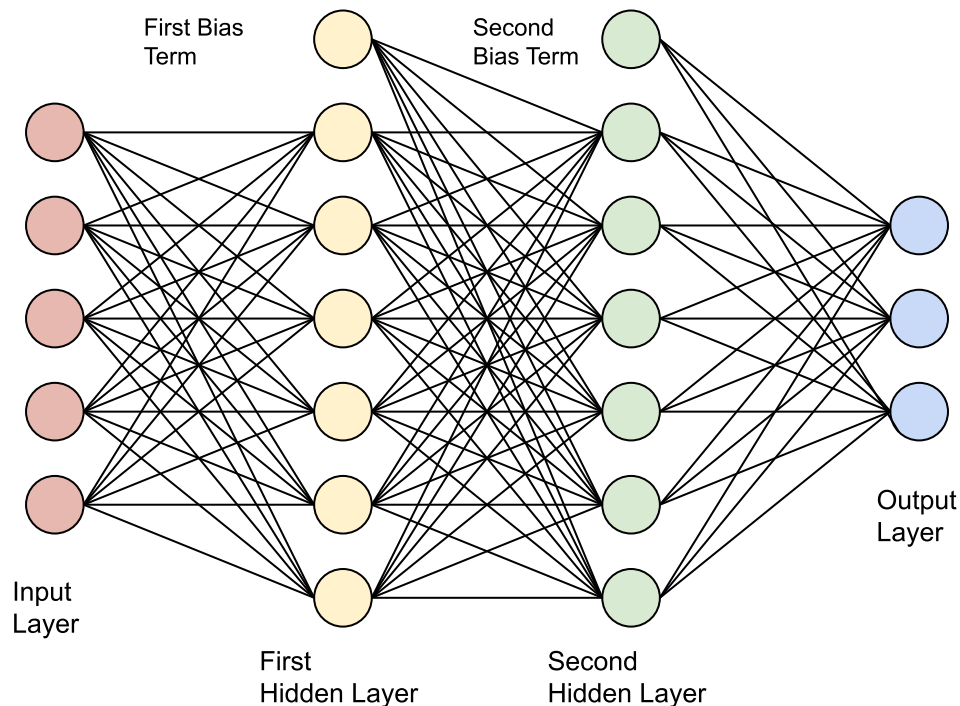 First Bias
Term
Second
Bias Term
Output
Layer
Input
Layer
First
Hidden Layer
Second
Hidden Layer